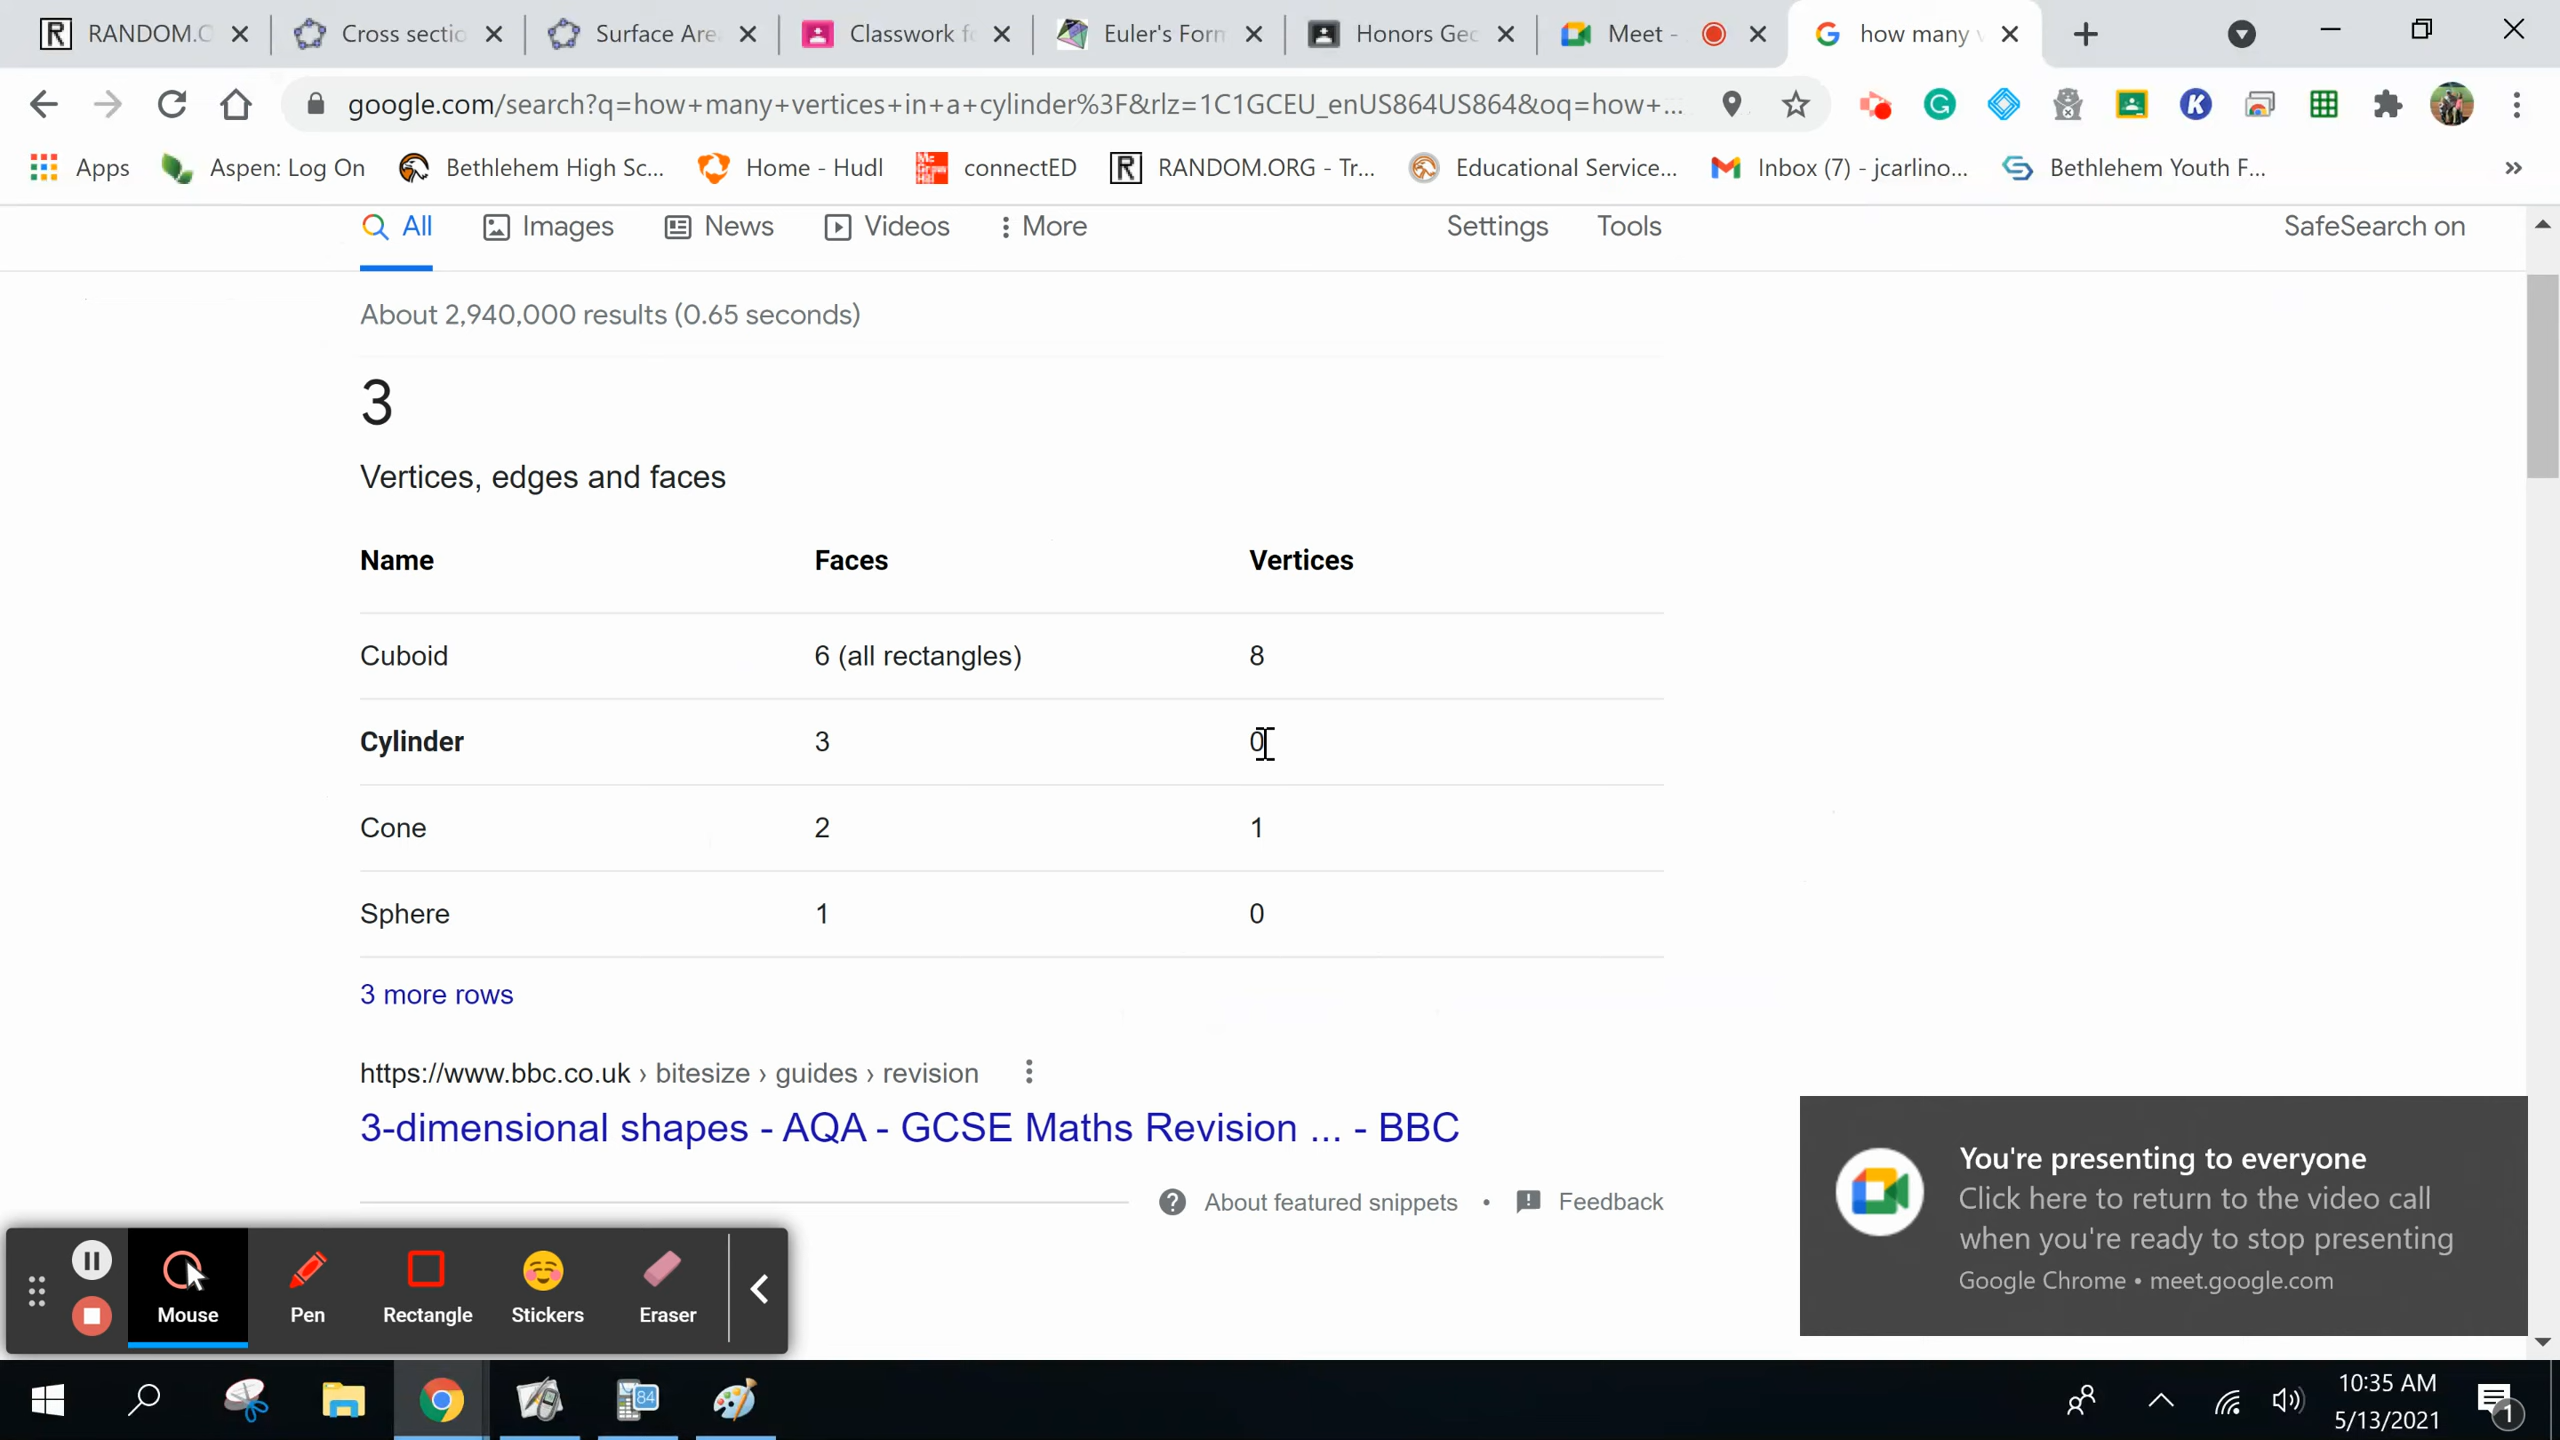 RANDOM.O
Cross sectio
Surface Are
Classwork f
Euler's Form
Honors Geo
Meet -
how many v
google.com/search?q=how+many+vertices+in+a+cylinder%3F&rlz=1C1GCEU_enUS864US864&oq=how+...
Apps
Aspen: Log On
Bethlehem High Sc...
Home - Hudl
connectED
RANDOM.ORG - Tr...
Educational Service...
Inbox (7) - jcarlino...
Bethlehem Youth F...
»
All
Images
News
Videos
More
Settings
Tools
SafeSearch on
About 2,940,000 results (0.65 seconds)
3
Vertices, edges and faces
Name Faces Vertices
Cuboid 6 (all rectangles) 8
Cylinder 3 0
Cone 2 1
Sphere 1 0
3 more rows
https://www.bbc.co.uk › bitesize › guides › revision
3-dimensional shapes - AQA - GCSE Maths Revision ... - BBC
About featured snippets • Feedback
You're presenting to everyone
Click here to return to the video call
when you're ready to stop presenting
Google Chrome • meet.google.com
Mouse
Pen
Rectangle
Stickers
Eraser
84
10:35 AM
5/13/2021
1